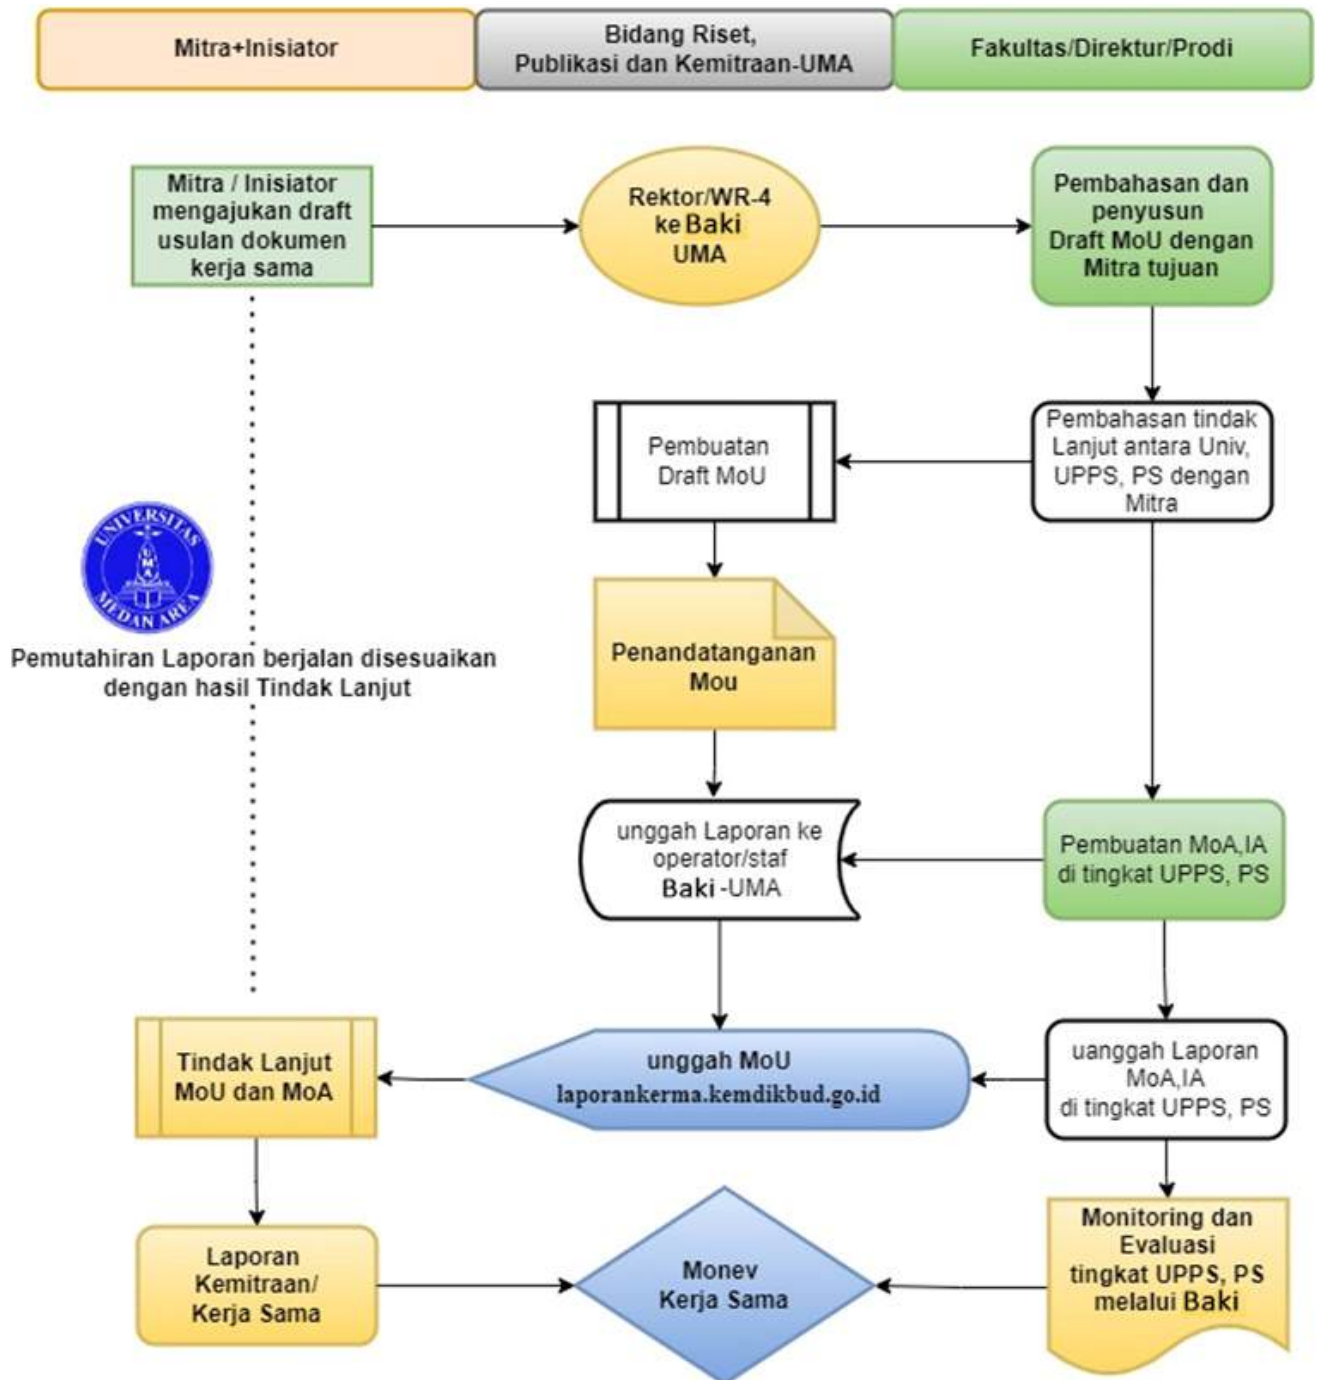 Mitra+Inisiator
Bidang Riset,
Publikasi dan Kemitraan-UMA
Fakultas/Direktur/Prodi
Mitra / Inisiator
mengajukan draft
usulan dokumen
kerja sama
Rektor/WR-4
ke Baki
UMA
Pembahasan dan
penyusun
Draft MoU dengan
Mitra tujuan
Pembuatan
Draft MoU
Pembahasan tindak
Lanjut antara Univ,
UPPS, PS dengan
Mitra
UNIVERSITAS
UMA
MEDAN AREA
Pemutahiran Laporan berjalan disesuaikan
dengan hasil Tindak Lanjut
Penandatanganan
Mou
unggah Laporan ke
operator/staf
Baki -UMA
Pembuatan MoA,IA
di tingkat UPPS, PS
Tindak Lanjut
MoU dan MoA
unggah MoU
laporankerma.kemdikbud.go.id
uanggah Laporan
MoA,IA
di tingkat UPPS, PS
Laporan
Kemitraan/
Kerja Sama
Monev
Kerja Sama
Monitoring dan
Evaluasi
tingkat UPPS, PS
melalui Baki